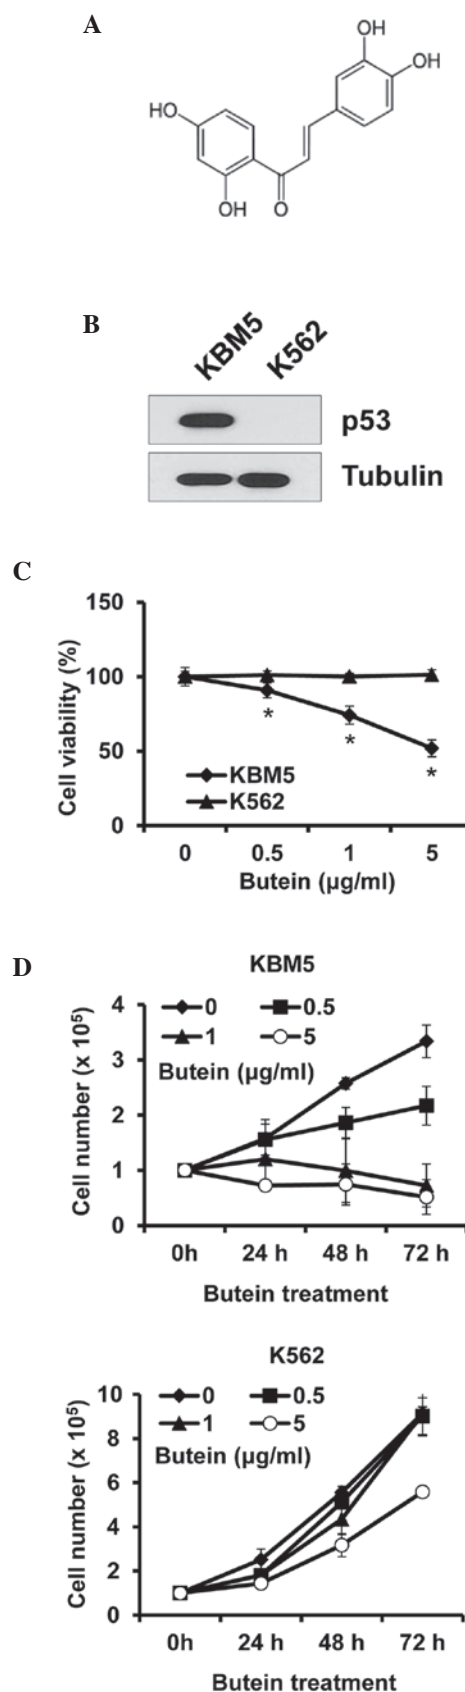 A
OH
OH
HO
OH
O
B
KBM5
K562
p53
Tubulin
C
150
100
50
0
Cell viability (%)
*
*
*
KBM5
K562
0 0.5 1 5
Butein (μg/ml)
D
KBM5
4
3
2
1
0
Cell number (x 10⁵)
0 0.5
1 5
Butein (μg/ml)
0h 24 h 48 h 72 h
Butein treatment
K562
10
8
6
4
2
0
Cell number (x 10⁵)
0 0.5
1 5
Butein (μg/ml)
0h 24 h 48 h 72 h
Butein treatment